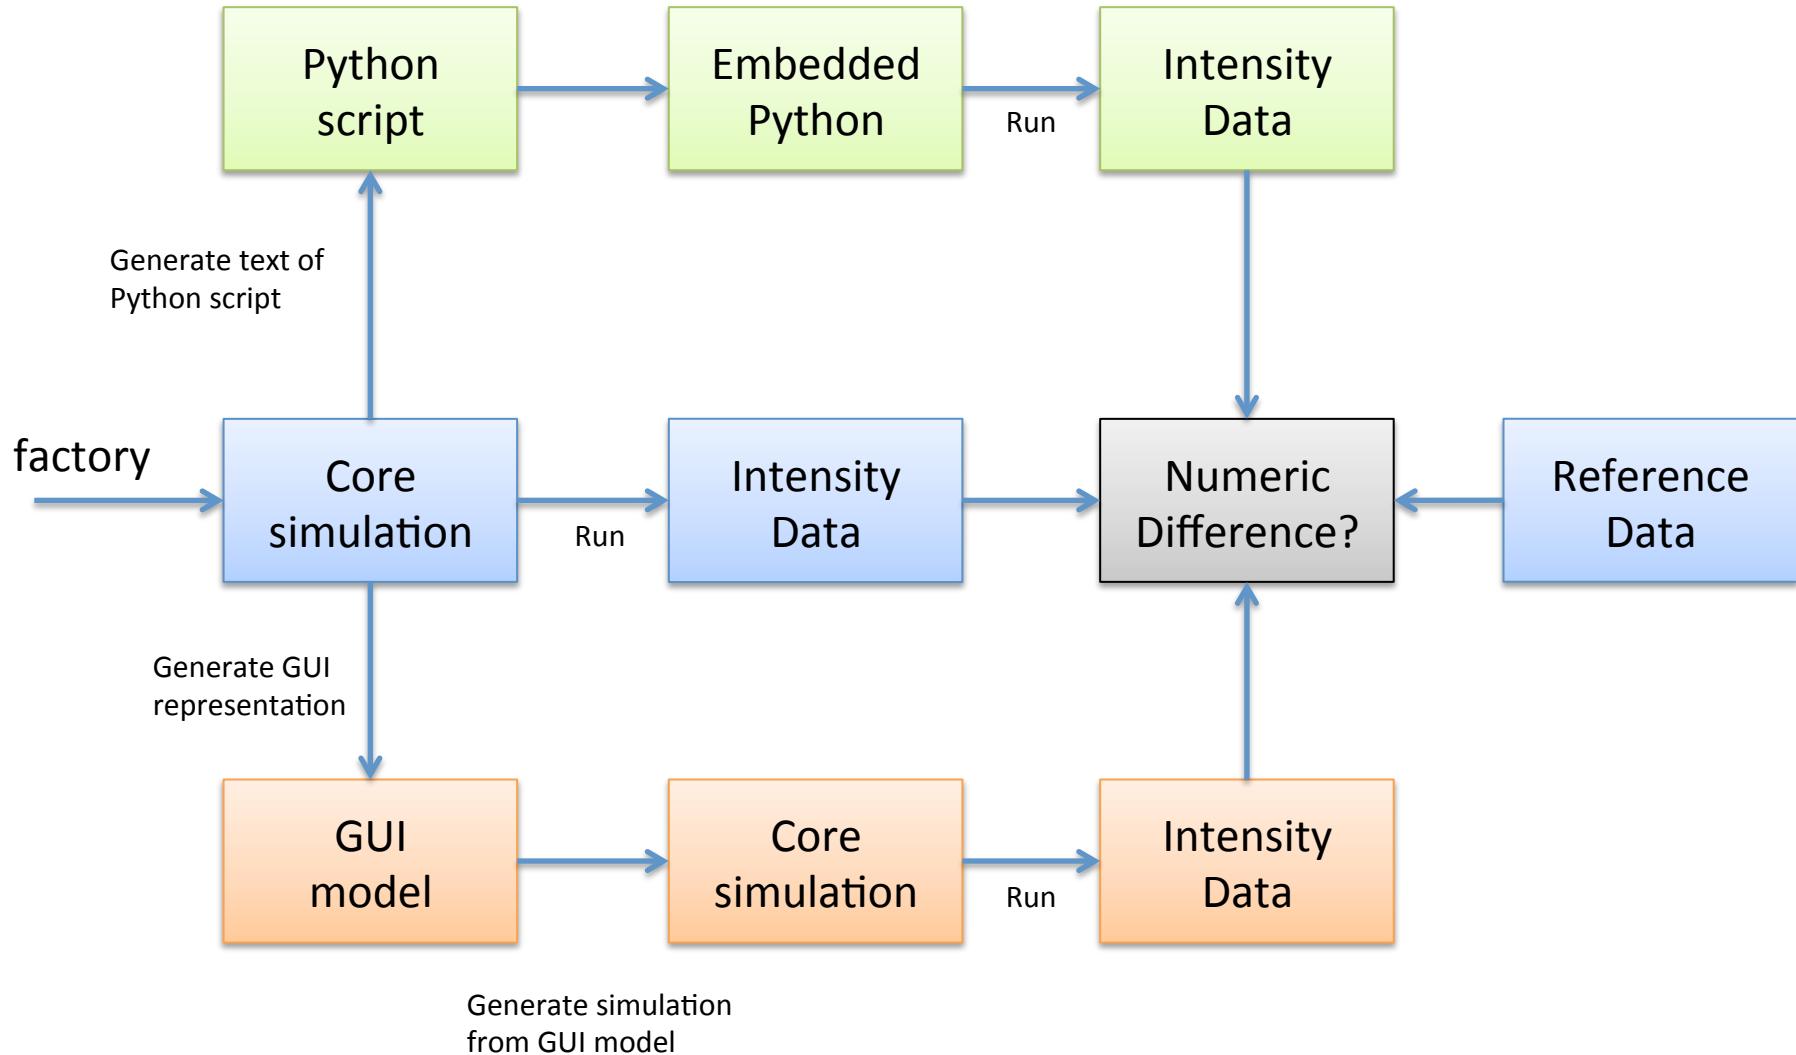 Python
script
Embedded
Python
Run
Intensity
Data
Generate text of
Python script
factory
Core
simulation
Run
Intensity
Data
Numeric
Difference?
Reference
Data
Generate GUI
representation
GUI
model
Core
simulation
Run
Intensity
Data
Generate simulation
from GUI model